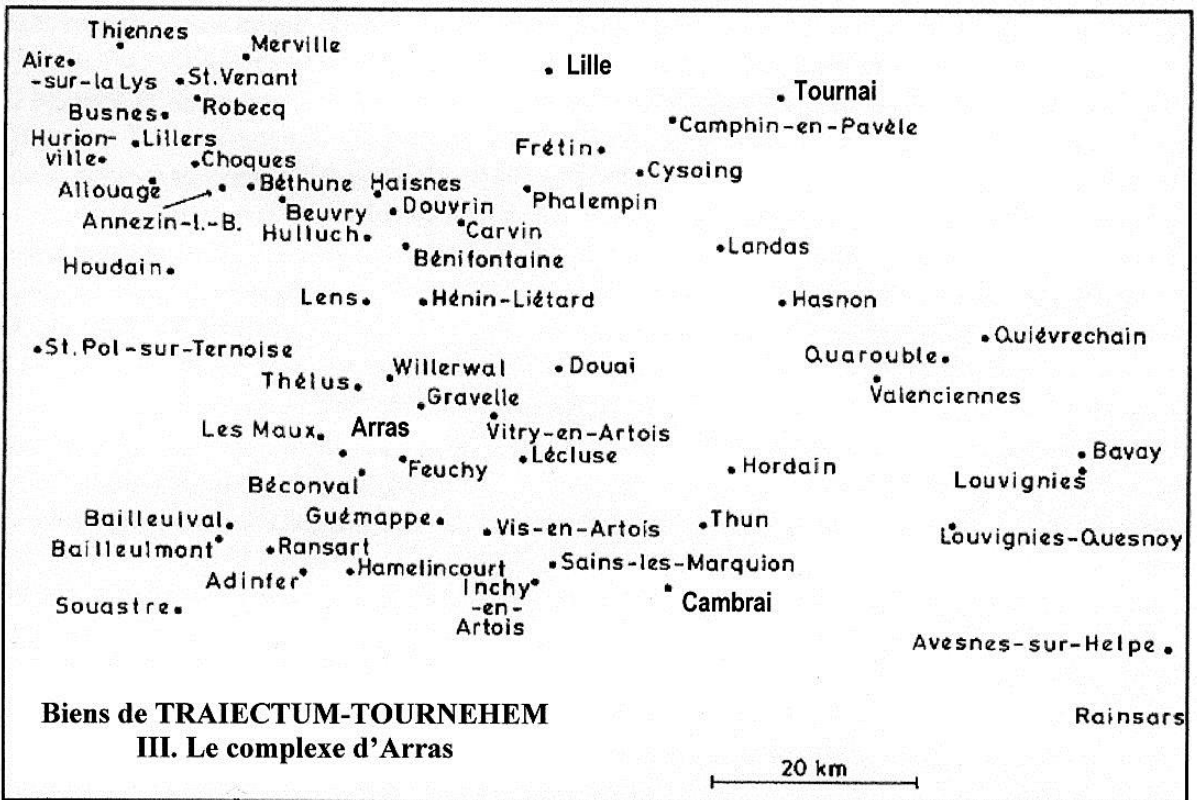 Thiennes
Merville
Aire
-sur-la Lys
St.Venant
Lille
Busnes
Robecq
Tournai
Camphin-en-Pavèle
Hurion-
ville
Lillers
Choques
Frétin
Cysoing
Allouage
Béthune
Haisnes
Annezin-l.-B.
Beuvry
Douvrin
Phalempin
Hulluch
Carvin
Bénifontaine
Landas
Houdain
Lens
Hénin-Liétard
Hasnon
St.Pol-sur-Ternoise
Quiévrechain
Quarouble
Willerwal
Douai
Thélus
Gravelle
Valenciennes
Les Maux
Arras
Vitry-en-Artois
Feuchy
Lécluse
Hordain
Bavay
Béconval
Louvignies
Bailleulval
Guémappe
Vis-en-Artois
Thun
Bailleulmont
Ransart
Louvignies-Quesnoy
Adinfer
Hamelincourt
Sains-les-Marquion
Inchy
-en-
Artois
Souastre
Cambrai
Avesnes-sur-Helpe
Rainsars
Biens de TRAIECTUM-TOURNEHEM
III. Le complexe d'Arras
20 km